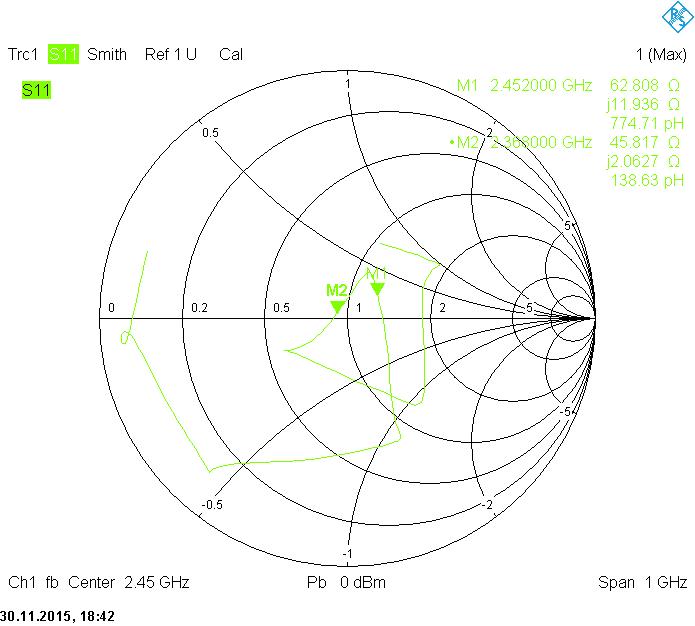 R&S
Trc1 S11 Smith Ref 1 U Cal 1 (Max)
S11
M1 2.452000 GHz 62.808 Ω
j11.936 Ω
774.71 pH
•M2 2.368000 GHz 45.817 Ω
j2.0627 Ω
138.63 pH
1
0.5
2
5
M1
M2
0 0.2 0.5 1 2 5
-5
-0.5
-2
-1
Ch1 fb Center 2.45 GHz Pb 0 dBm Span 1 GHz
30.11.2015, 18:42